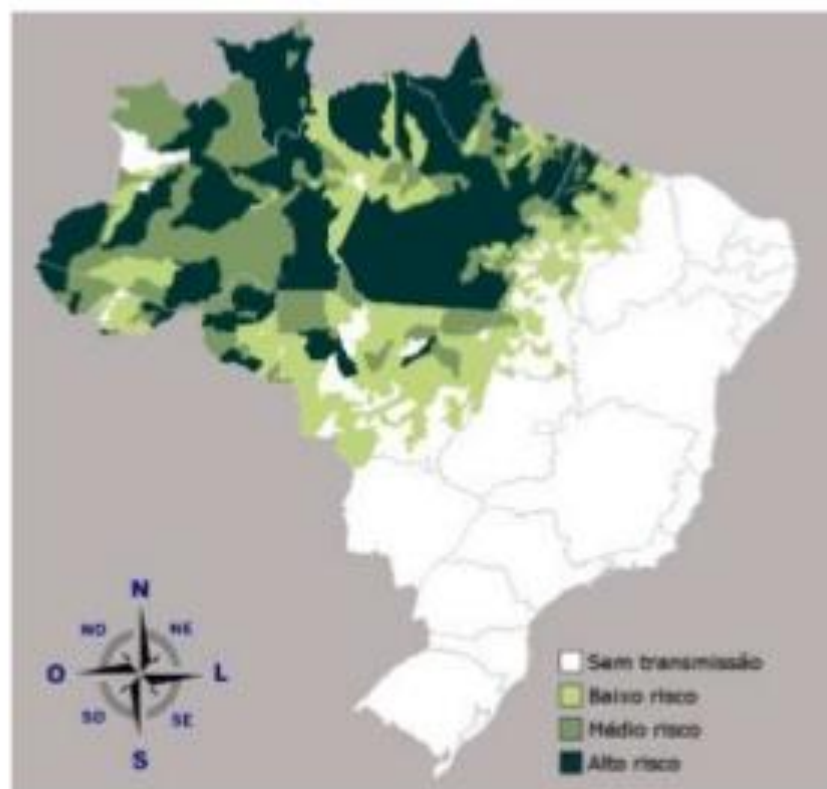 N
NO NE
O L
SO SE
S
Sem transmissão
Baixo risco
Médio risco
Alto risco